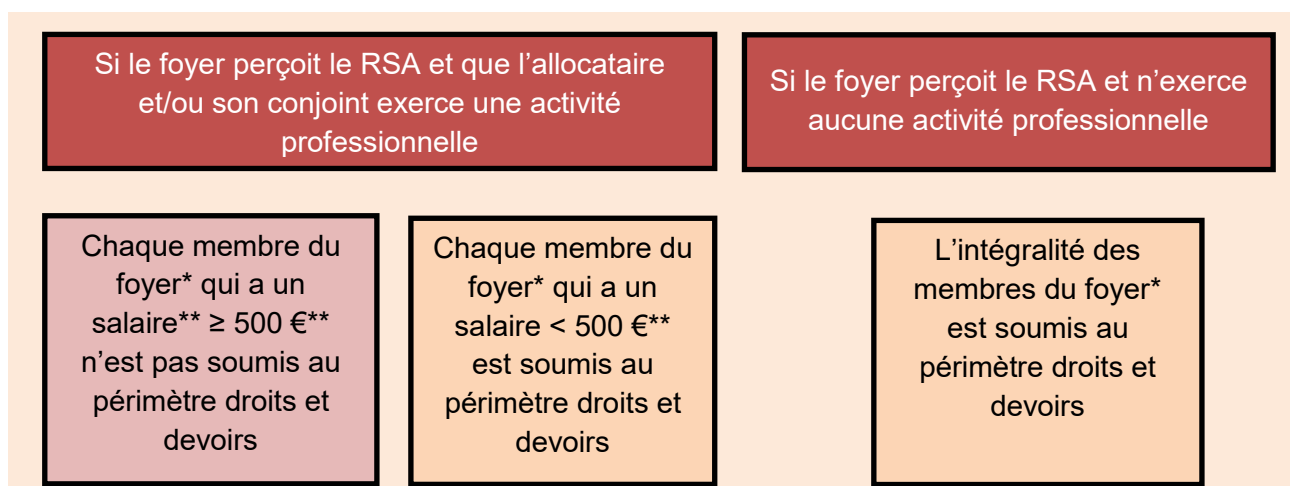 Si le foyer perçoit le RSA et que l’allocataire
et/ou son conjoint exerce une activité
professionnelle
Si le foyer perçoit le RSA et n’exerce
aucune activité professionnelle
Chaque membre du
foyer* qui a un
salaire** ≥ 500 €**
n’est pas soumis au
périmètre droits et
devoirs
Chaque membre du
foyer* qui a un
salaire < 500 €**
est soumis au
périmètre droits et
devoirs
L’intégralité des
membres du foyer*
est soumis au
périmètre droits et
devoirs